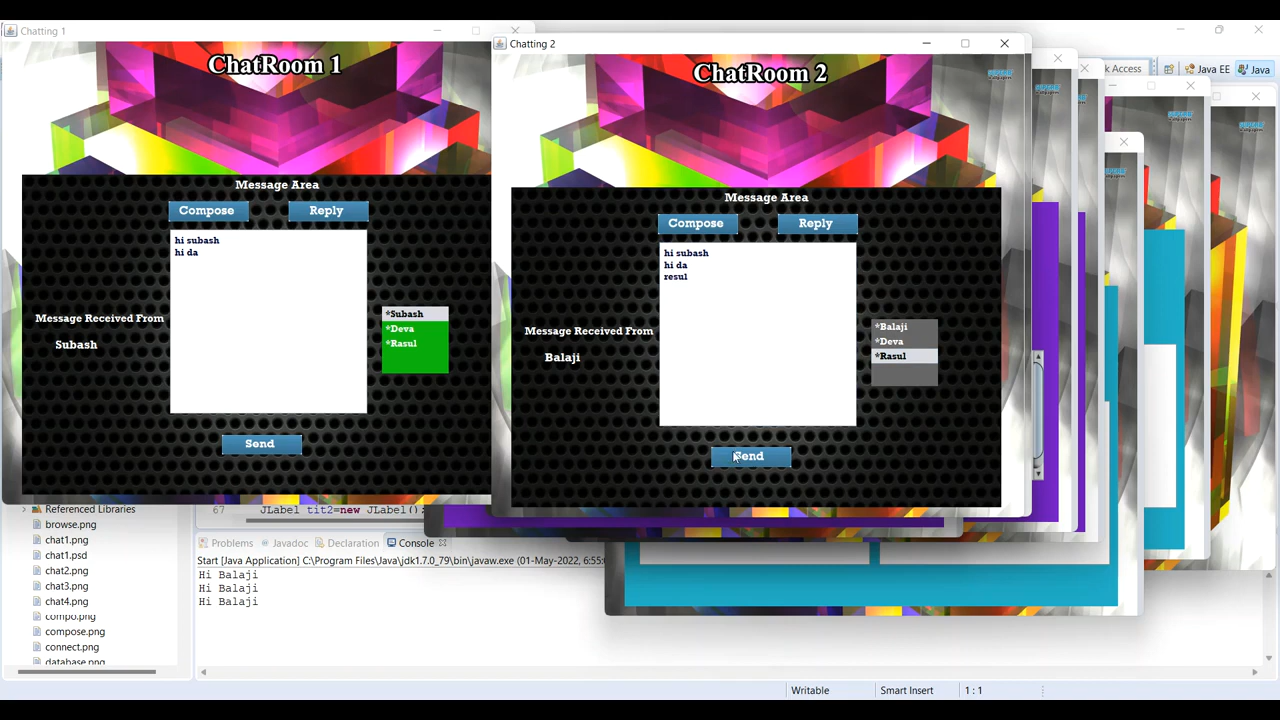 Chatting 1
ChatRoom 1
Message Area
Compose
Reply
hi subash
hi da
Message Received From
Subash
*Subash
*Deva
*Rasul
Send
Chatting 2
ChatRoom 2
Message Area
Compose
Reply
hi subash
hi da
resul
Message Received From
Balaji
*Balaji
*Deva
*Rasul
Send
Access
Java EE
Java
Referenced Libraries
browse.png
chat1.png
chat1.psd
chat2.png
chat3.png
chat4.png
compo.png
compose.png
connect.png
database.png
67 JLabel tit2=new JLabel();
Problems
Javadoc
Declaration
Console
Start [Java Application] C:\Program Files\Java\jdk1.7.0_79\bin\javaw.exe (01-May-2022, 6:55:
Hi Balaji
Hi Balaji
Hi Balaji
Writable
Smart Insert
1 : 1